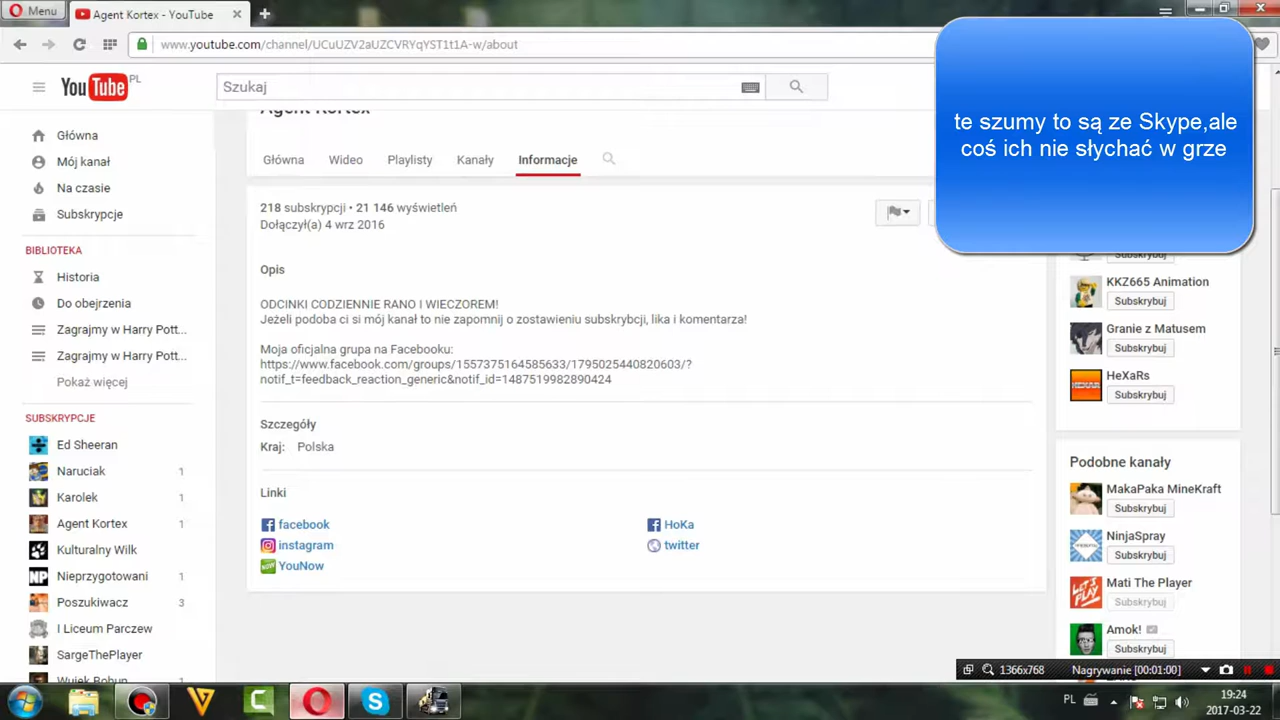 Menu
Agent Kortex - YouTube
www.youtube.com/channel/UCuUZV2aUZCVRYqYST1t1A-w/about
te szumy to są ze Skype,ale
coś ich nie słychać w grze
YouTube PL
Szukaj
Agent Kortex
Główna
Wideo
Playlisty
Kanały
Informacje
Główna
Mój kanał
Na czasie
Subskrypcje
BIBLIOTEKA
Historia
Do obejrzenia
Zagrajmy w Harry Pott...
Zagrajmy w Harry Pott...
Pokaż więcej
SUBSKRYPCJE
Ed Sheeran
Naruciak 1
Karolek 1
Agent Kortex 1
Kulturalny Wilk
Nieprzygotowani 1
Poszukiwacz 3
I Liceum Parczew
SargeThePlayer
Wujek Bohun
218 subskrypcji • 21 146 wyświetleń
Dołączył(a) 4 wrz 2016
Opis
ODCINKI CODZIENNIE RANO I WIECZOREM!
Jeżeli podoba ci si mój kanał to nie zapomnij o zostawieniu subskrybcji, lika i komentarza!
Moja oficjalna grupa na Facebooku:
https://www.facebook.com/groups/1557375164585633/1795025440820603/?
notif_t=feedback_reaction_generic&notif_id=1487519982890424
Szczegóły
Kraj: Polska
Linki
facebook
HoKa
instagram
twitter
YouNow
Subskrybuj
KKZ665 Animation
Subskrybuj
Granie z Matusem
Subskrybuj
HeXaRs
Subskrybuj
Podobne kanały
MakaPaka MineKraft
Subskrybuj
NinjaSpray
Subskrybuj
Mati The Player
Subskrybuj
Amok!
Subskrybuj
1366x768
Nagrywanie [00:01:00]
PL
19:24
2017-03-22